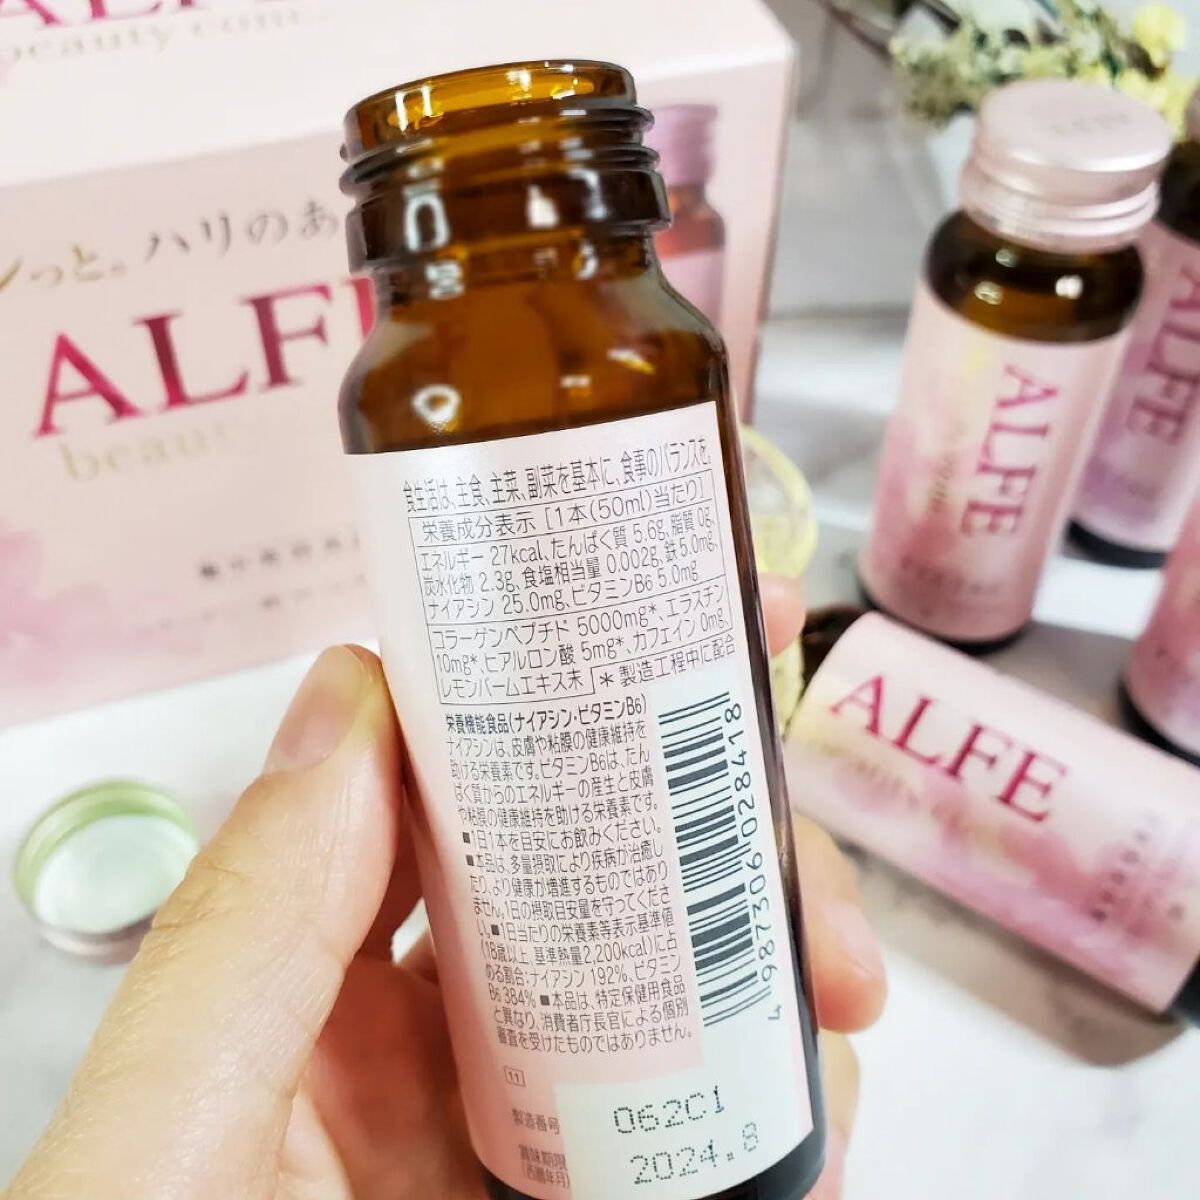 ALFE
beauty con
っと。ハリのあ
ALFE
beau
食生活は、主食、主菜、副菜を基本に、食事のバランスを。
栄養成分表示 [1本(50ml)当たり]
エネルギー 27kcal、たんぱく質 5.6g、脂質 0g、
炭水化物 2.3g、食塩相当量 0.002g、鉄 5.0mg、
ナイアシン 25.0mg、ビタミンB6 5.0mg
コラーゲンペプチド 5000mg*、エラスチン
10mg*、ヒアルロン酸 5mg*、カフェイン 0mg、
レモンバームエキス末 *製造工程中に配合
栄養機能食品(ナイアシン・ビタミンB6)
ナイアシンは、皮膚や粘膜の健康維持を
助ける栄養素です。ビタミンB6は、たん
ぱく質からのエネルギーの産生と皮膚
や粘膜の健康維持を助ける栄養素です。
■1日1本を目安にお飲みください。
■本品は、多量摂取により疾病が治癒し
たり、より健康が増進するものではあり
ません。1日の摂取目安量を守ってくださ
い。■1日当たりの栄養素等表示基準値
(18歳以上、基準熱量2,200kcal)に占
める割合:ナイアシン 192%、ビタミン
B6 384% ■本品は、特定保健用食品
と異なり、消費者庁長官による個別
審査を受けたものではありません。
4 987306 028418
11
製造番号 062C1
賞味期限 2024.8
(西暦年月)
ALFE
ALFE
ALFE